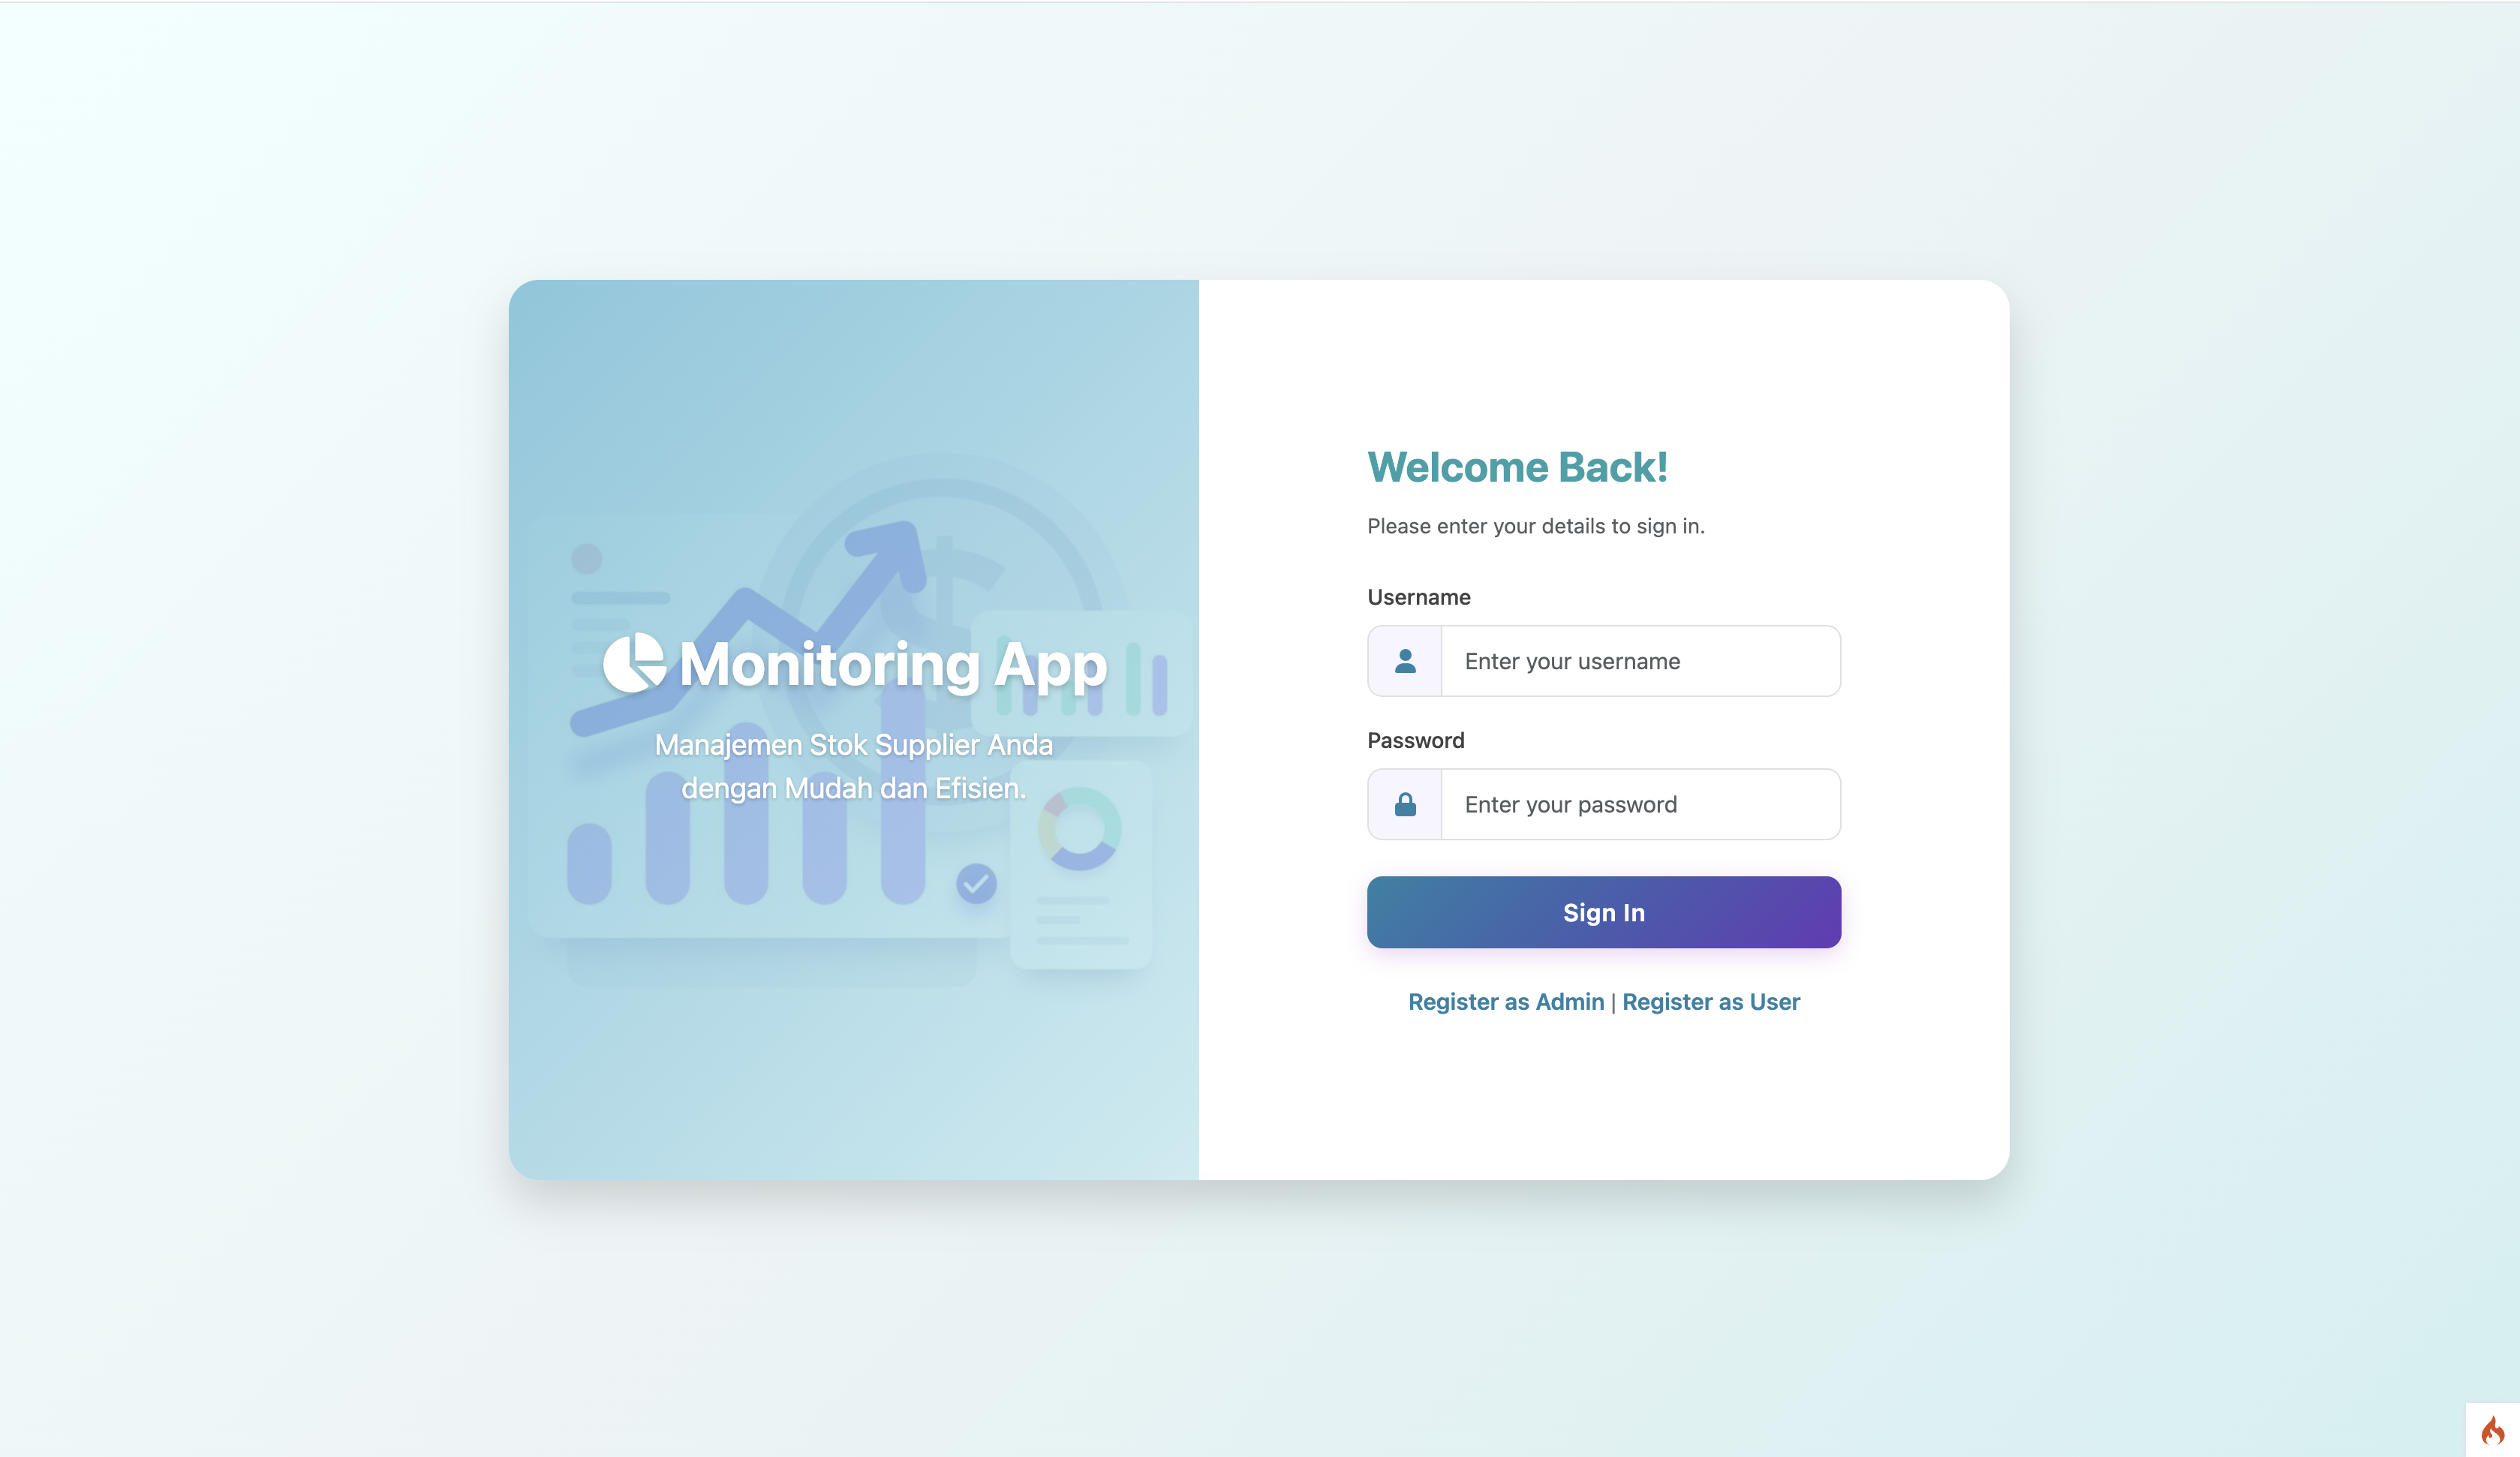 Monitoring App
Manajemen Stok Supplier Anda
dengan Mudah dan Efisien.
Welcome Back!
Please enter your details to sign in.
Username
Enter your username
Password
Enter your password
Sign In
Register as Admin | Register as User